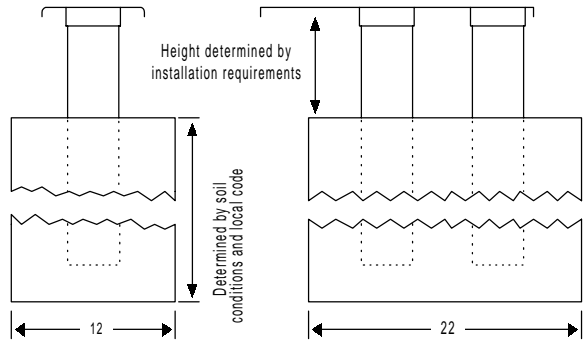 Height determined by
installation requirements
Determined by soil
conditions and local code
12
22